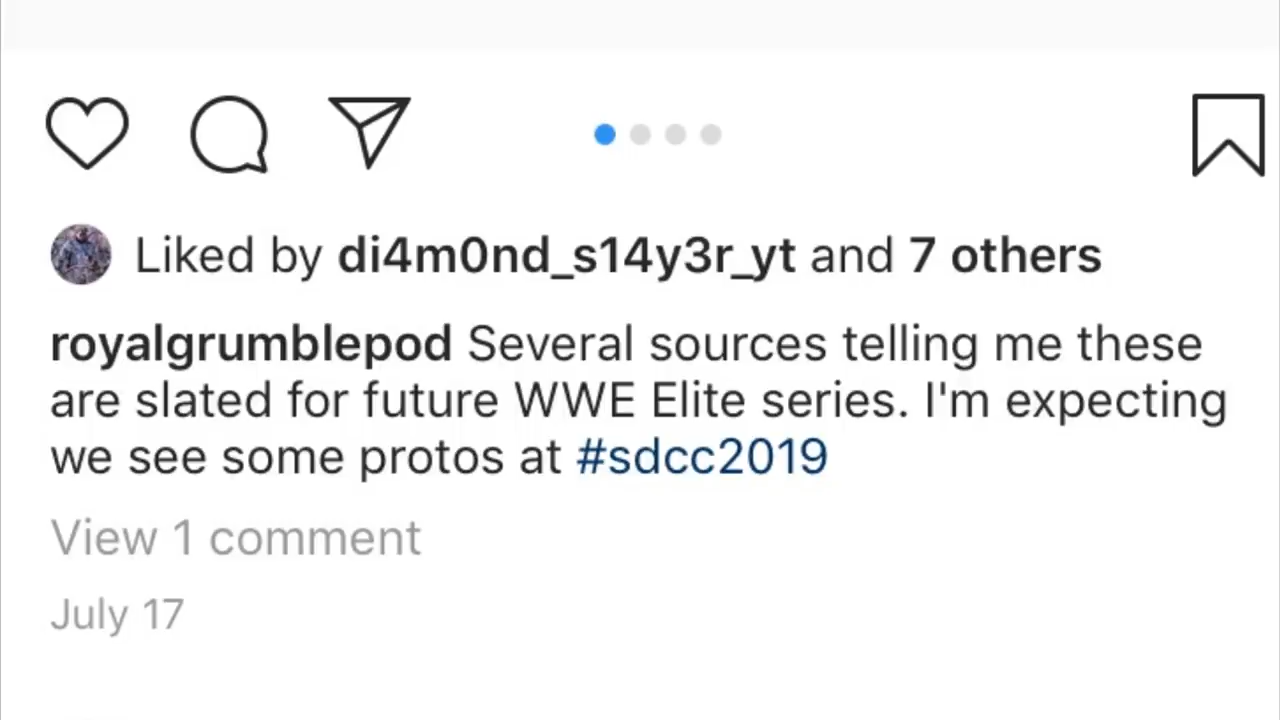 Liked by di4m0nd_s14y3r_yt and 7 others
royalgrumblepod Several sources telling me these
are slated for future WWE Elite series. I'm expecting
we see some protos at #sdcc2019
View 1 comment
July 17